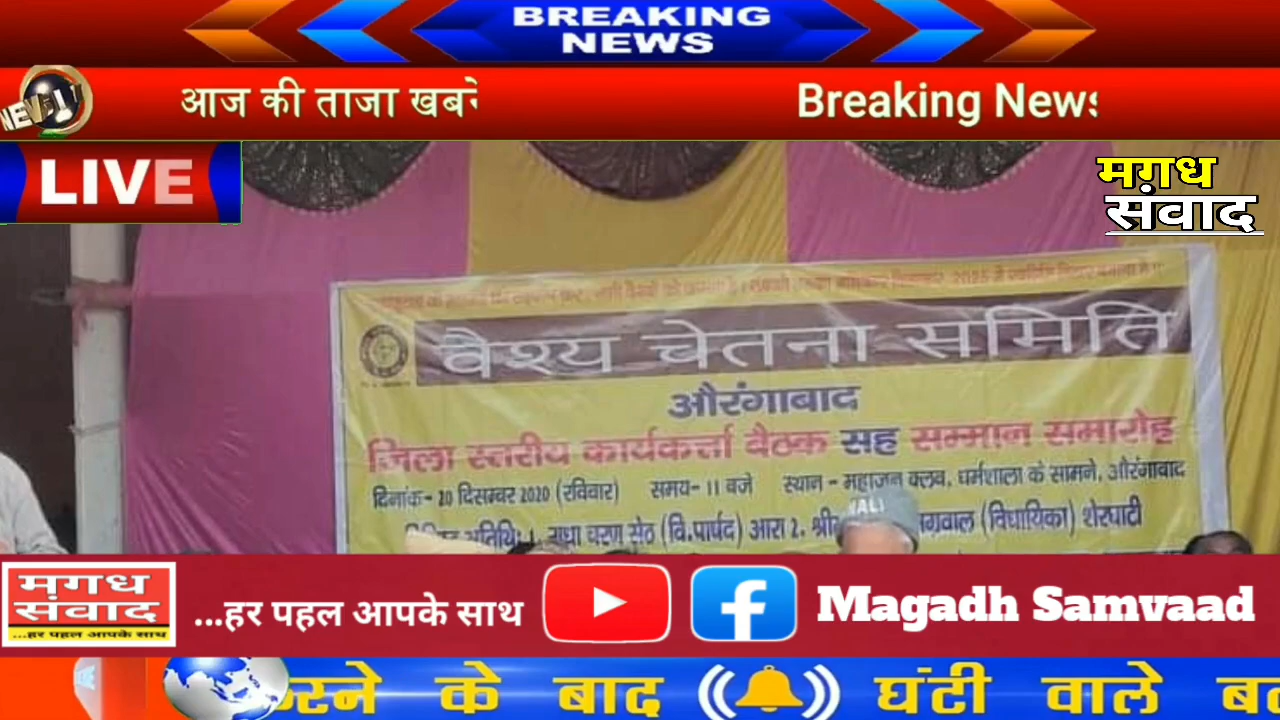 BREAKING
NEWS
आज की ताजा खबरे
Breaking News
LIVE
मगध
संवाद
वैश्य चेतना समिति
औरंगाबाद
जिला स्तरीय कार्यकर्त्ता बैठक सह सम्मान समारोह
दिनांक- 20 दिसम्बर 2020 (रविवार) समय- 11 बजे स्थान - महाजन क्लव, धर्मशाला के सामने, औरंगावाद
राधा चरण सेठ (वि.पार्षद) आरा 2. (विधायिका) शेरघाटी
मगध
संवाद
...हर पहल आपके साथ
...हर पहल आपके साथ
Magadh Samvaad
के बाद घंटी वाले